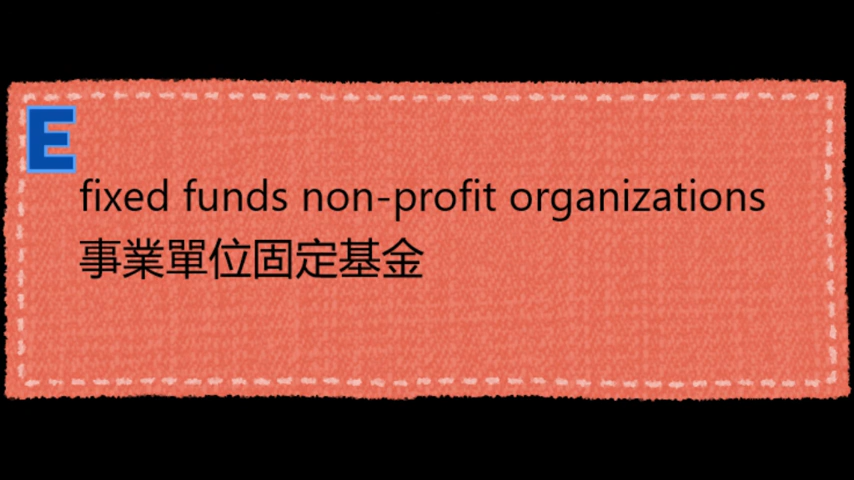 E
fixed funds non-profit organizations
事業單位固定基金